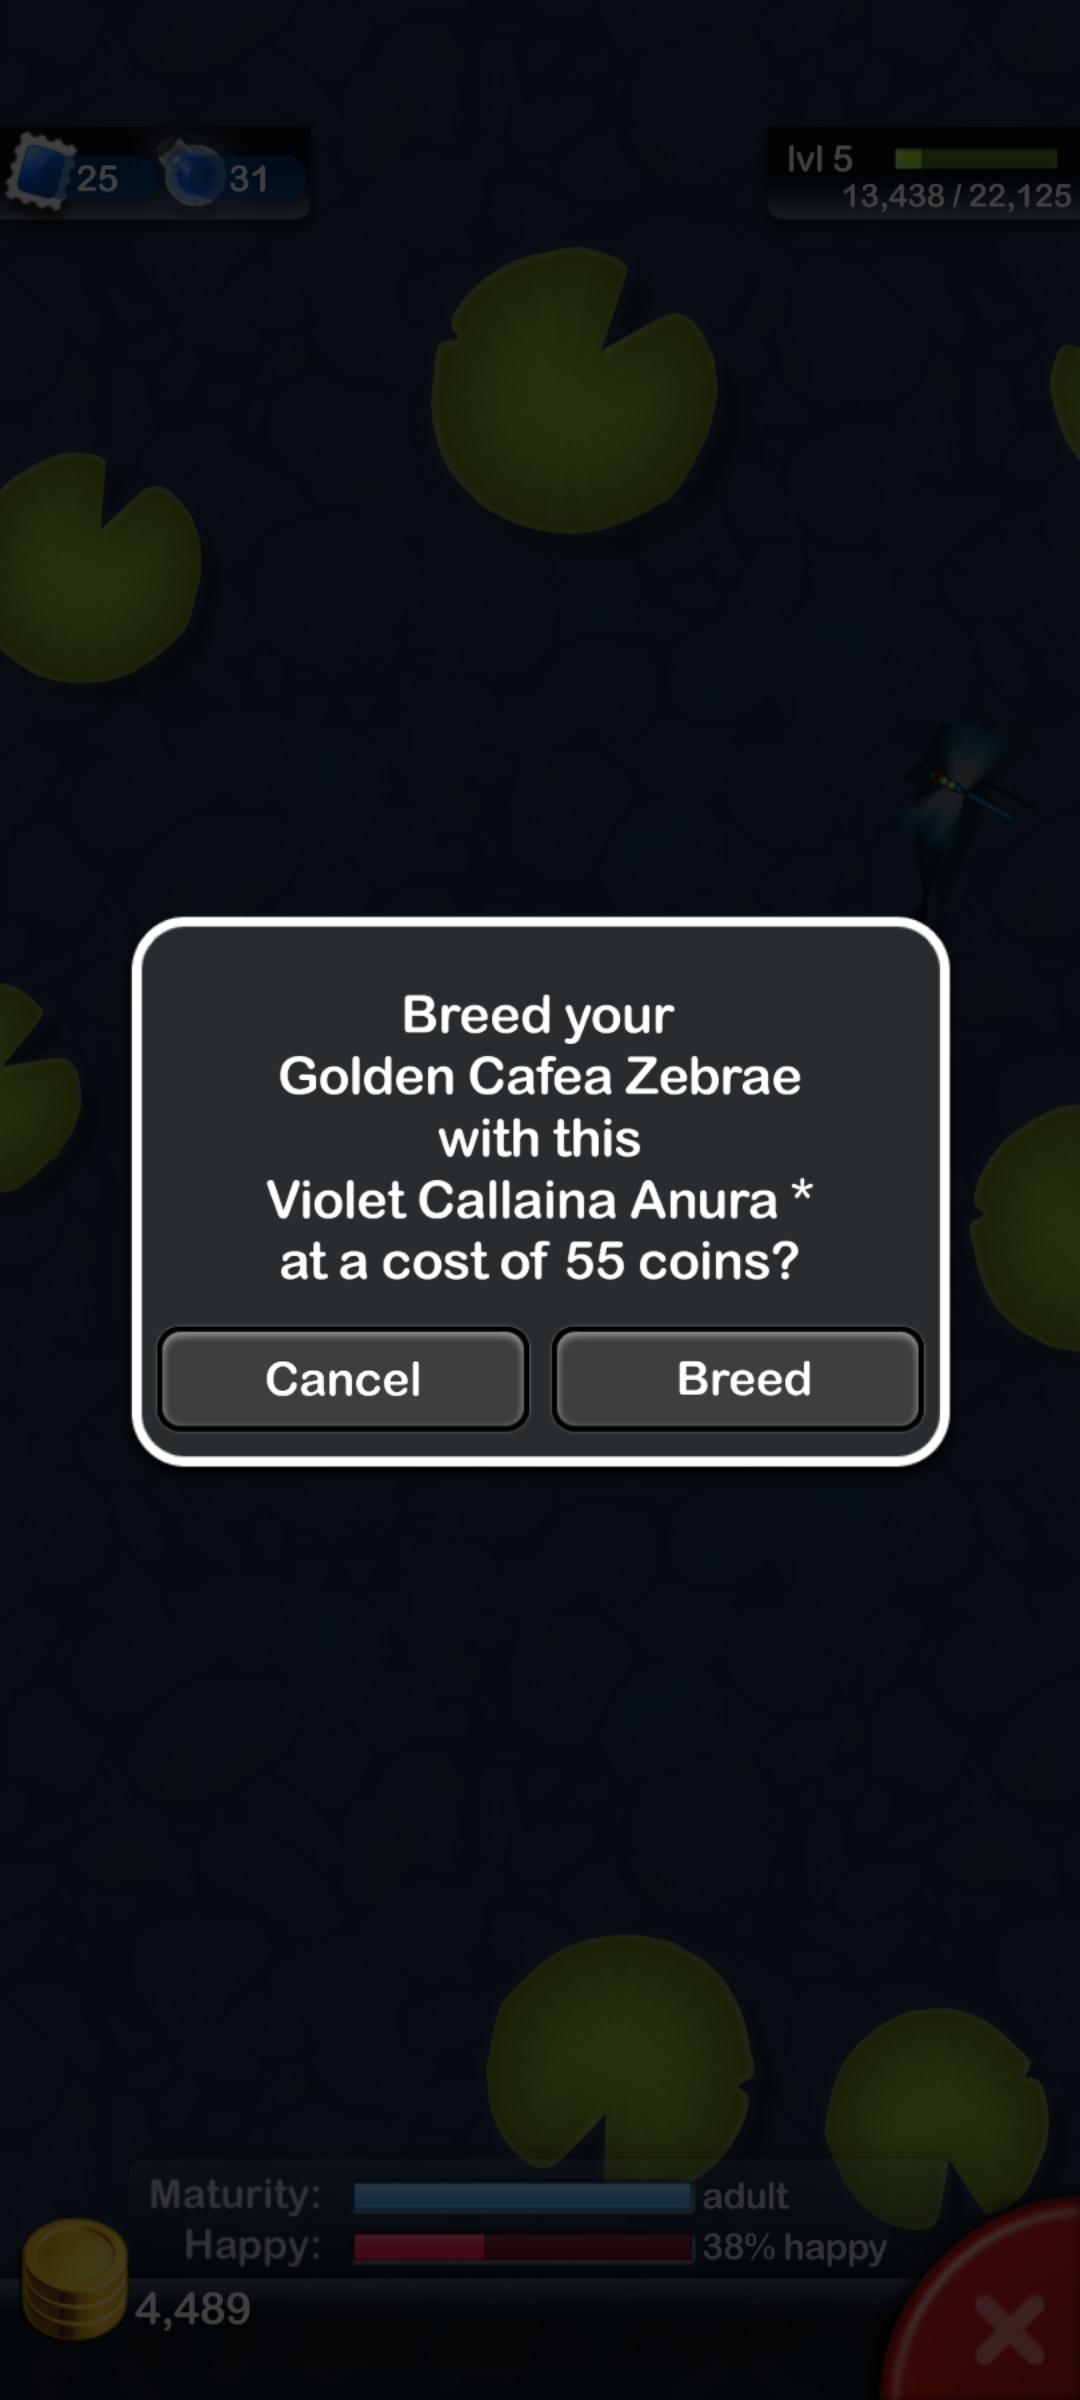 25 31
lvl 5
13,438 / 22,125
Breed your
Golden Cafea Zebrae
with this
Violet Callaina Anura *
at a cost of 55 coins?
Cancel Breed
Maturity: adult
Happy: 38% happy
4,489